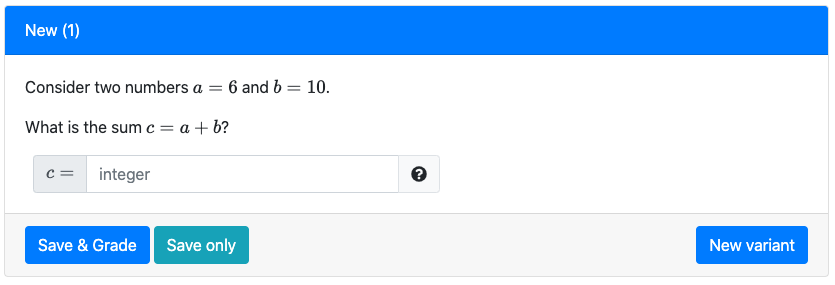 New (1)
Consider two numbers a = 6 and b = 10.
What is the sum c = a + b?
c = integer ?
Save & Grade Save only New variant